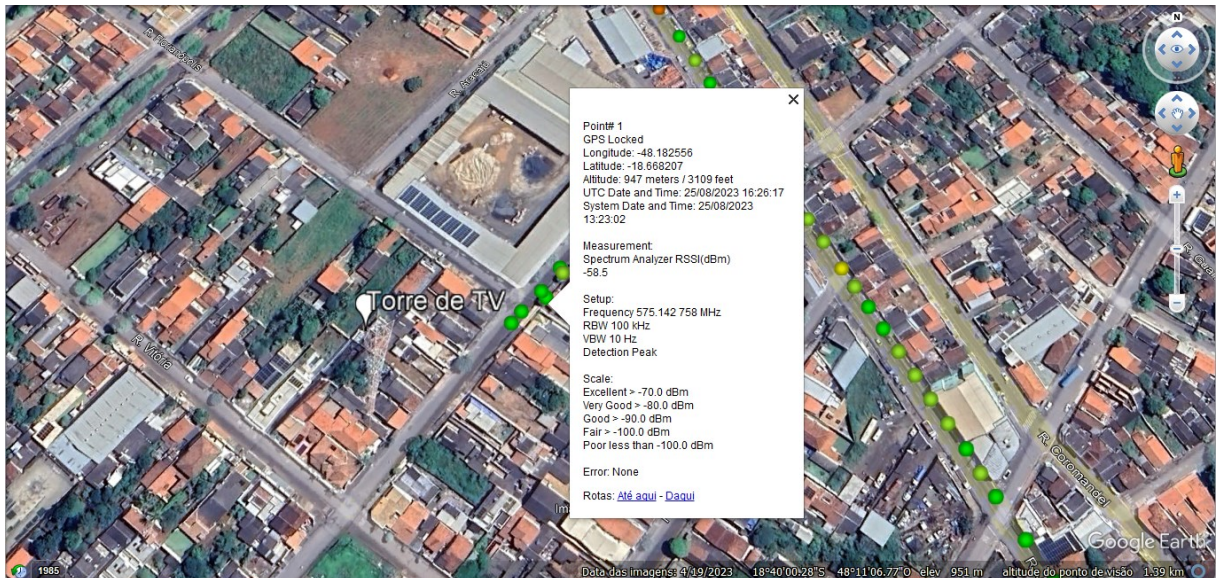 R. Florianópolis
R. Aracaju
N
×
Point# 1
GPS Locked
Longitude: -48.182556
Latitude: -18.668207
Altitude: 947 meters / 3109 feet
UTC Date and Time: 25/08/2023 16:26:17
System Date and Time: 25/08/2023
13:23:02
Measurement:
Spectrum Analyzer RSSI(dBm)
-58.5
Setup:
Frequency 575.142 758 MHz
RBW 100 kHz
VBW 10 Hz
Detection Peak
Scale:
Excellent > -70.0 dBm
Very Good > -80.0 dBm
Good > -90.0 dBm
Fair > -100.0 dBm
Poor less than -100.0 dBm
Error: None
Rotas: Até aqui - Daqui
Torre de TV
R. Vitória
R. Gua
R. Coromandel
Ima
R.
Google Earth
1985
Data das imagens: 4/19/2023 18°40'00.28"S 48°11'06.77"O elev 951 m altitude do ponto de visão 1.39 km